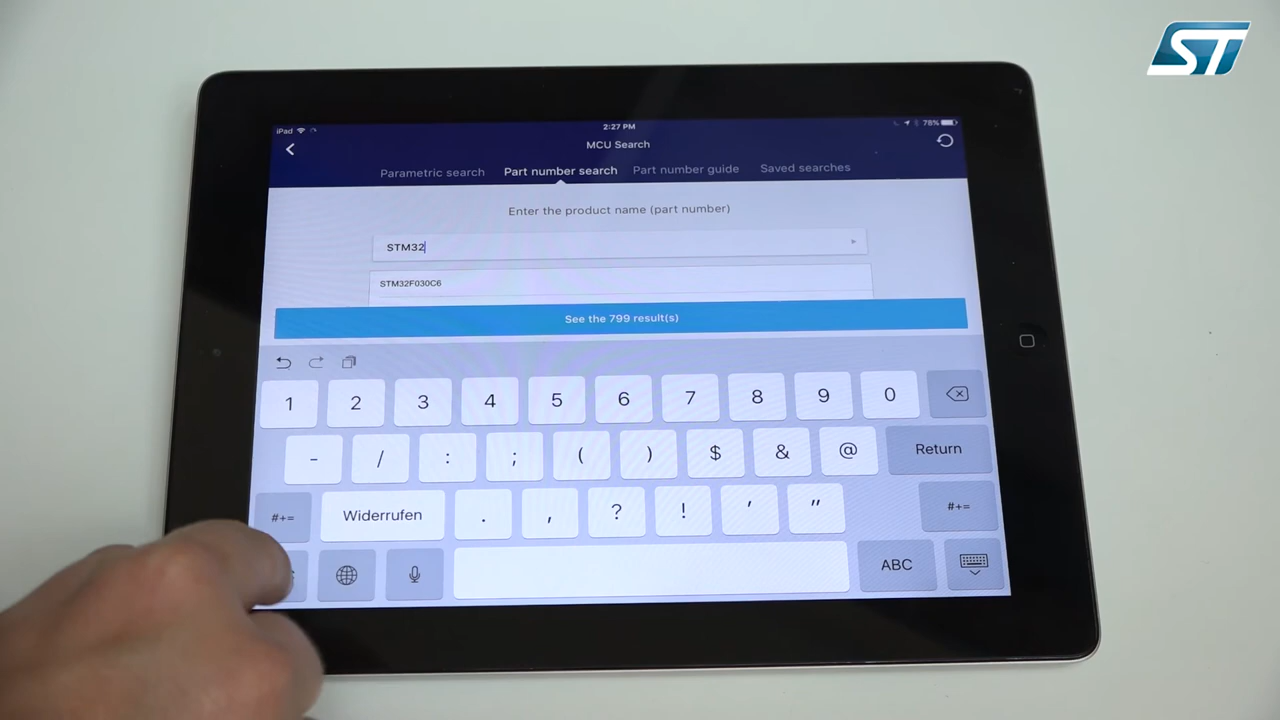 ST
iPad 2:27 PM 78%
MCU Search
Parametric search Part number search Part number guide Saved searches
Enter the product name (part number)
STM32
STM32F030C6
See the 799 result(s)
1 2 3 4 5 6 7 8 9 0
- / : ; ( ) $ & @ Return
#+= Widerrufen . , ? ! ' " #+=
ABC